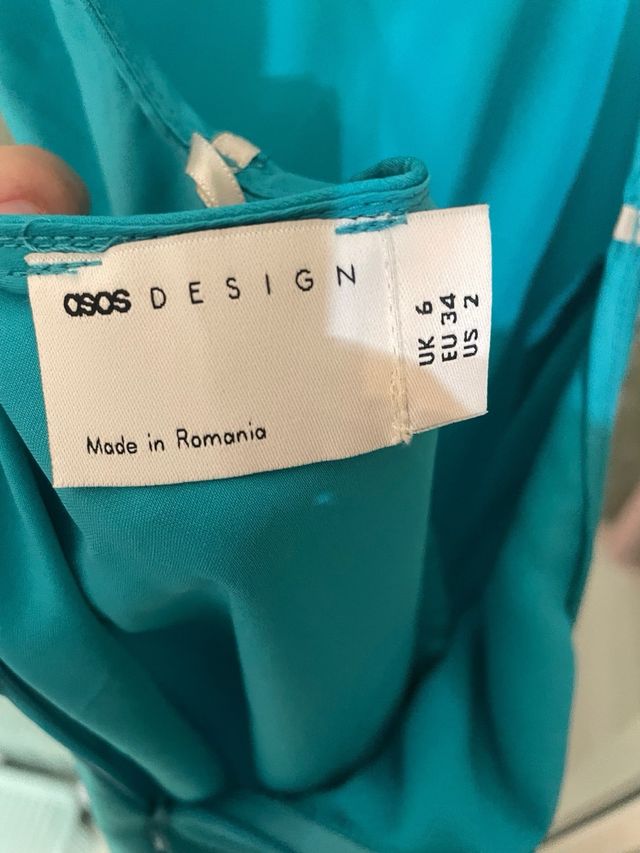 asos DESIGN
Made in Romania
UK 6
EU 34
US 2